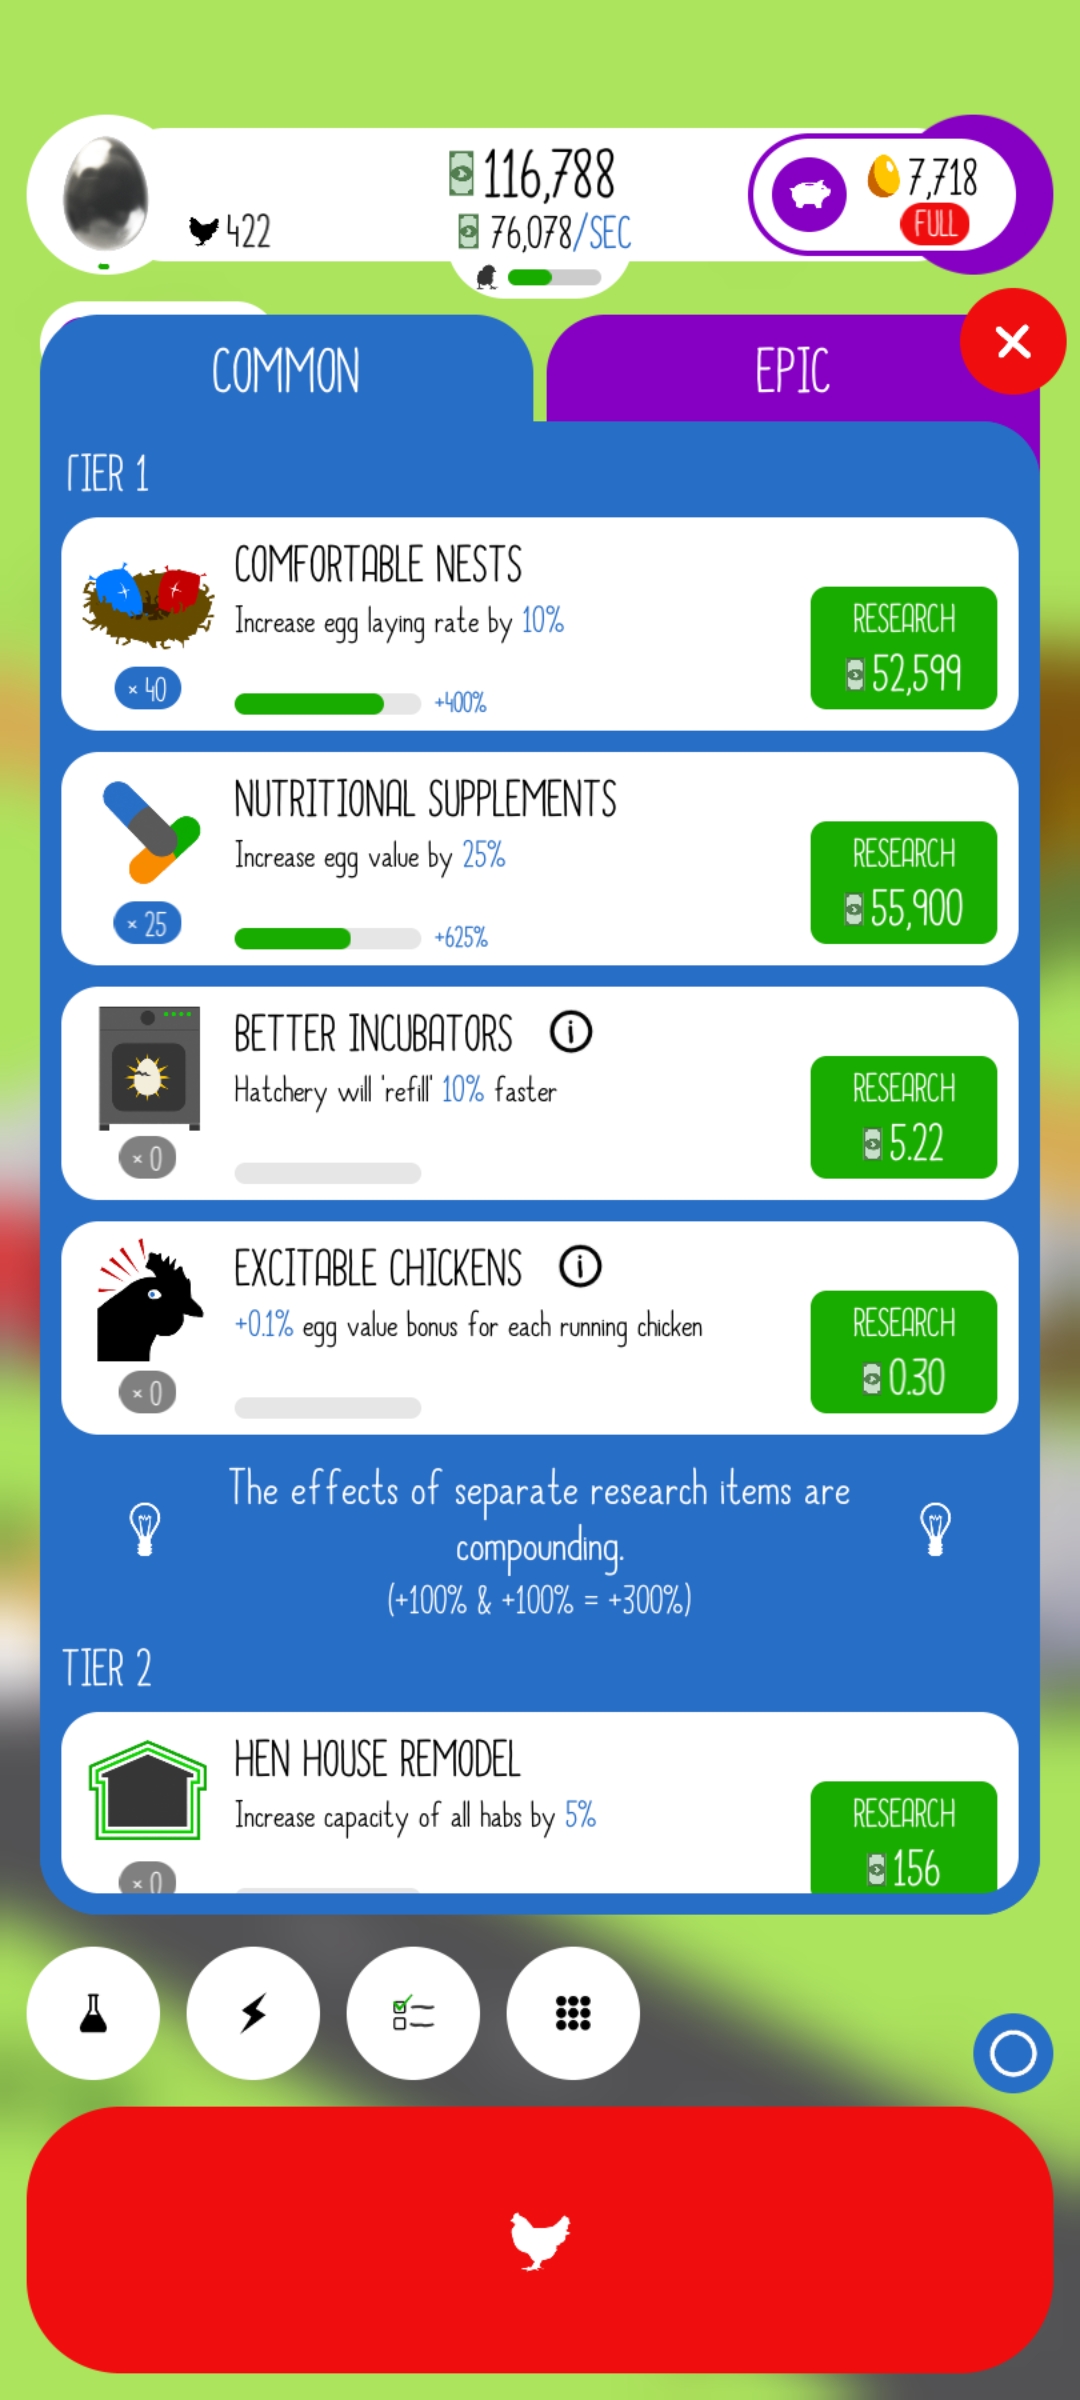 116,788
422
76,078/SEC
7,718
FULL
COMMON
EPIC
TIER 1
COMFORTABLE NESTS
Increase egg laying rate by 10%
× 40
+400%
RESEARCH
52,599
NUTRITIONAL SUPPLEMENTS
Increase egg value by 25%
× 25
+625%
RESEARCH
55,900
BETTER INCUBATORS
Hatchery will 'refill' 10% faster
× 0
RESEARCH
5.22
EXCITABLE CHICKENS
+0.1% egg value bonus for each running chicken
× 0
RESEARCH
0.30
The effects of separate research items are
compounding.
(+100% & +100% = +300%)
TIER 2
HEN HOUSE REMODEL
Increase capacity of all habs by 5%
× 0
RESEARCH
156